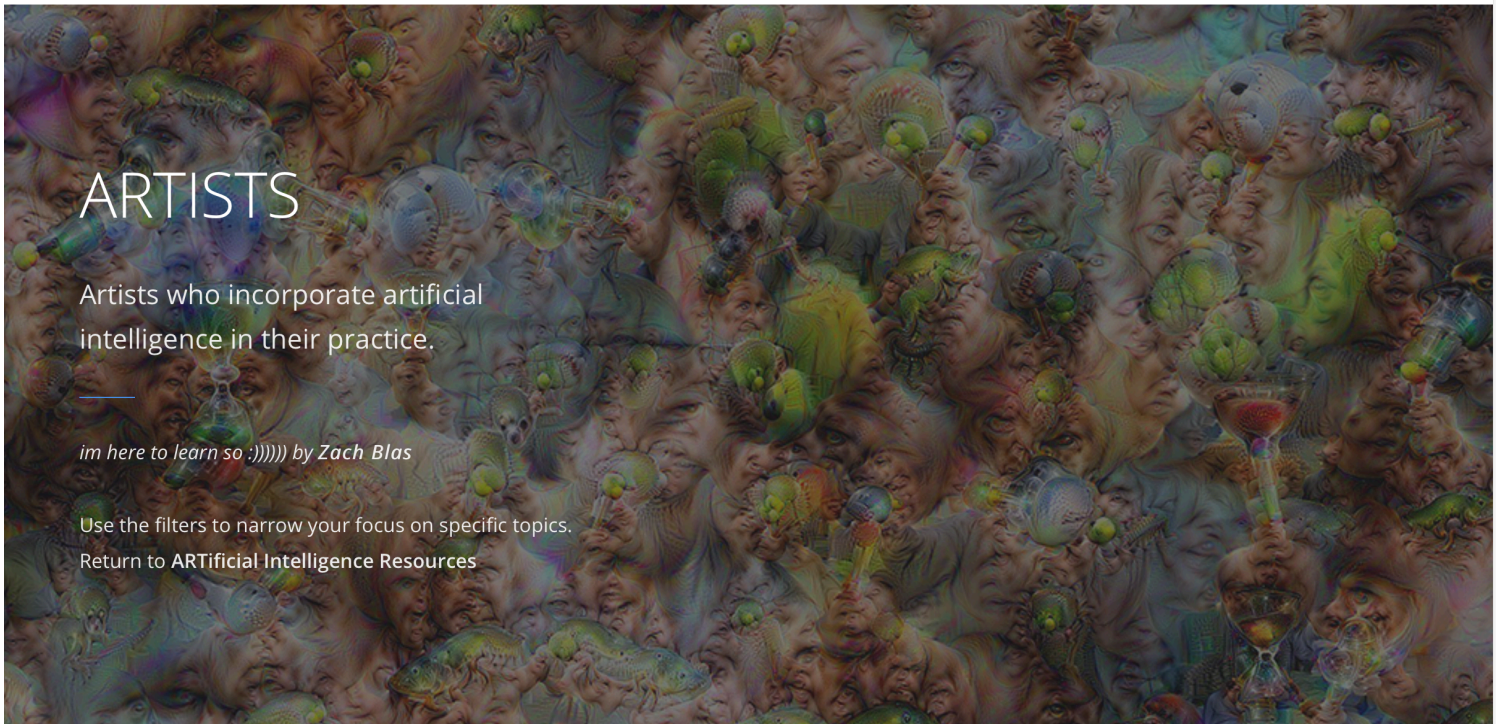 ARTISTS
Artists who incorporate artificial
intelligence in their practice.
im here to learn so :)))))) by Zach Blas
Use the filters to narrow your focus on specific topics.
Return to ARTificial Intelligence Resources